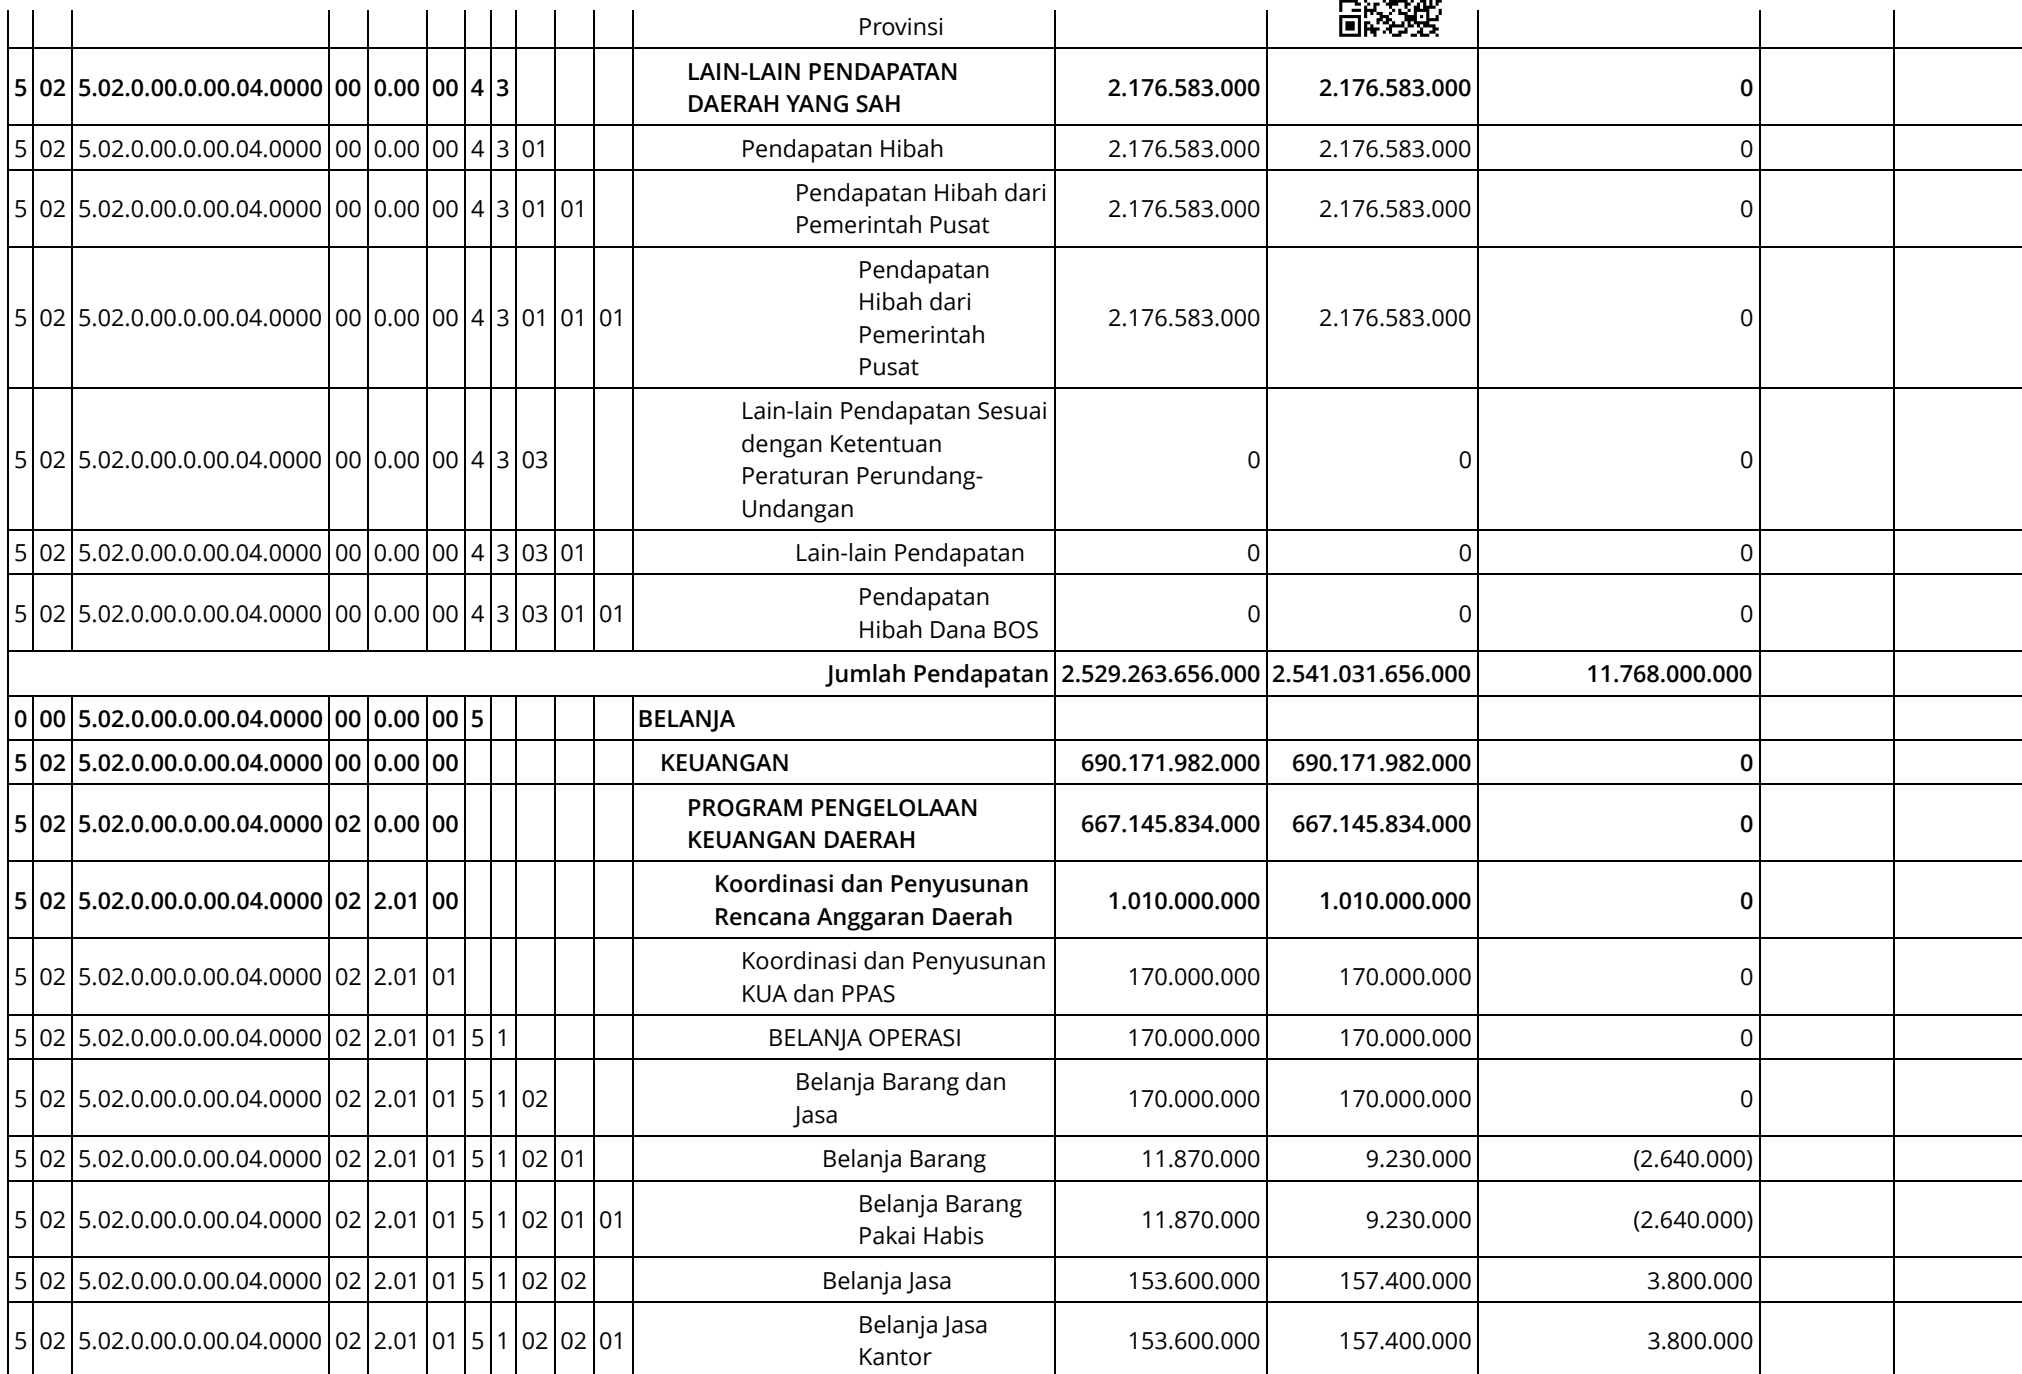 Provinsi
5 02 5.02.0.00.0.00.04.0000 00 0.00 00 4 3 LAIN-LAIN PENDAPATAN
DAERAH YANG SAH 2.176.583.000 2.176.583.000 0
5 02 5.02.0.00.0.00.04.0000 00 0.00 00 4 3 01 Pendapatan Hibah 2.176.583.000 2.176.583.000 0
5 02 5.02.0.00.0.00.04.0000 00 0.00 00 4 3 01 01 Pendapatan Hibah dari
Pemerintah Pusat 2.176.583.000 2.176.583.000 0
5 02 5.02.0.00.0.00.04.0000 00 0.00 00 4 3 01 01 01 Pendapatan
Hibah dari
Pemerintah
Pusat 2.176.583.000 2.176.583.000 0
5 02 5.02.0.00.0.00.04.0000 00 0.00 00 4 3 03 Lain-lain Pendapatan Sesuai
dengan Ketentuan
Peraturan Perundang-
Undangan 0 0 0
5 02 5.02.0.00.0.00.04.0000 00 0.00 00 4 3 03 01 Lain-lain Pendapatan 0 0 0
5 02 5.02.0.00.0.00.04.0000 00 0.00 00 4 3 03 01 01 Pendapatan
Hibah Dana BOS 0 0 0
Jumlah Pendapatan 2.529.263.656.000 2.541.031.656.000 11.768.000.000
0 00 5.02.0.00.0.00.04.0000 00 0.00 00 5 BELANJA
5 02 5.02.0.00.0.00.04.0000 00 0.00 00 KEUANGAN 690.171.982.000 690.171.982.000 0
5 02 5.02.0.00.0.00.04.0000 02 0.00 00 PROGRAM PENGELOLAAN
KEUANGAN DAERAH 667.145.834.000 667.145.834.000 0
5 02 5.02.0.00.0.00.04.0000 02 2.01 00 Koordinasi dan Penyusunan
Rencana Anggaran Daerah 1.010.000.000 1.010.000.000 0
5 02 5.02.0.00.0.00.04.0000 02 2.01 01 Koordinasi dan Penyusunan
KUA dan PPAS 170.000.000 170.000.000 0
5 02 5.02.0.00.0.00.04.0000 02 2.01 01 5 1 BELANJA OPERASI 170.000.000 170.000.000 0
5 02 5.02.0.00.0.00.04.0000 02 2.01 01 5 1 02 Belanja Barang dan
Jasa 170.000.000 170.000.000 0
5 02 5.02.0.00.0.00.04.0000 02 2.01 01 5 1 02 01 Belanja Barang 11.870.000 9.230.000 (2.640.000)
5 02 5.02.0.00.0.00.04.0000 02 2.01 01 5 1 02 01 01 Belanja Barang
Pakai Habis 11.870.000 9.230.000 (2.640.000)
5 02 5.02.0.00.0.00.04.0000 02 2.01 01 5 1 02 02 Belanja Jasa 153.600.000 157.400.000 3.800.000
5 02 5.02.0.00.0.00.04.0000 02 2.01 01 5 1 02 02 01 Belanja Jasa
Kantor 153.600.000 157.400.000 3.800.000